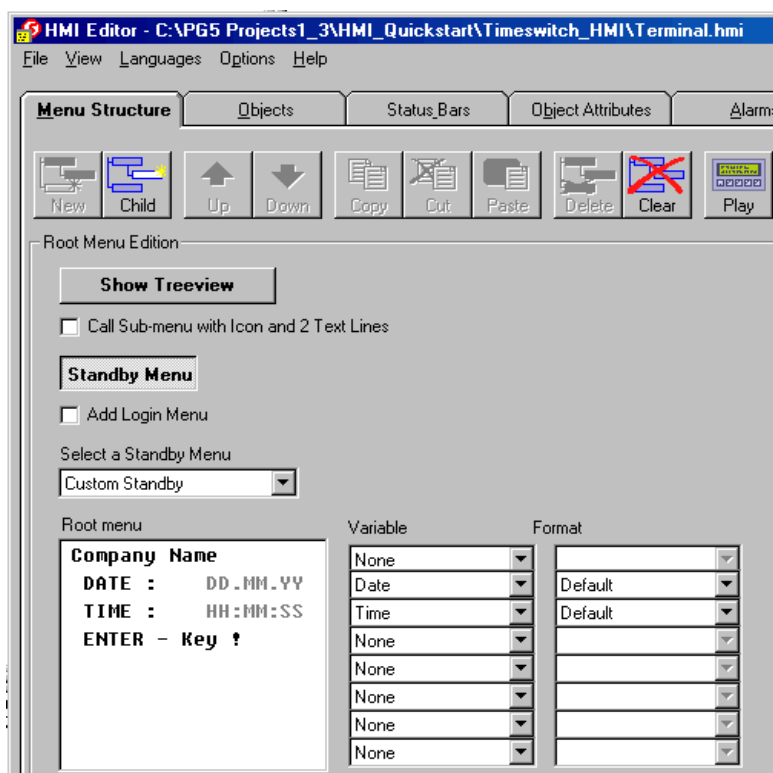 HMI Editor - C:\PG5 Projects1_3\HMI_Quickstart\Timeswitch_HMI\Terminal.hmi
File View Languages Options Help
Menu Structure Objects Status Bars Object Attributes Alarms
New Child Up Down Copy Cut Paste Delete Clear Play
Root Menu Edition
Show Treeview
Call Sub-menu with Icon and 2 Text Lines
Standby Menu
Add Login Menu
Select a Standby Menu
Custom Standby
Root menu Variable Format
Company Name None
DATE : DD.MM.YY Date Default
TIME : HH:MM:SS Time Default
ENTER - Key ! None
None
None
None
None